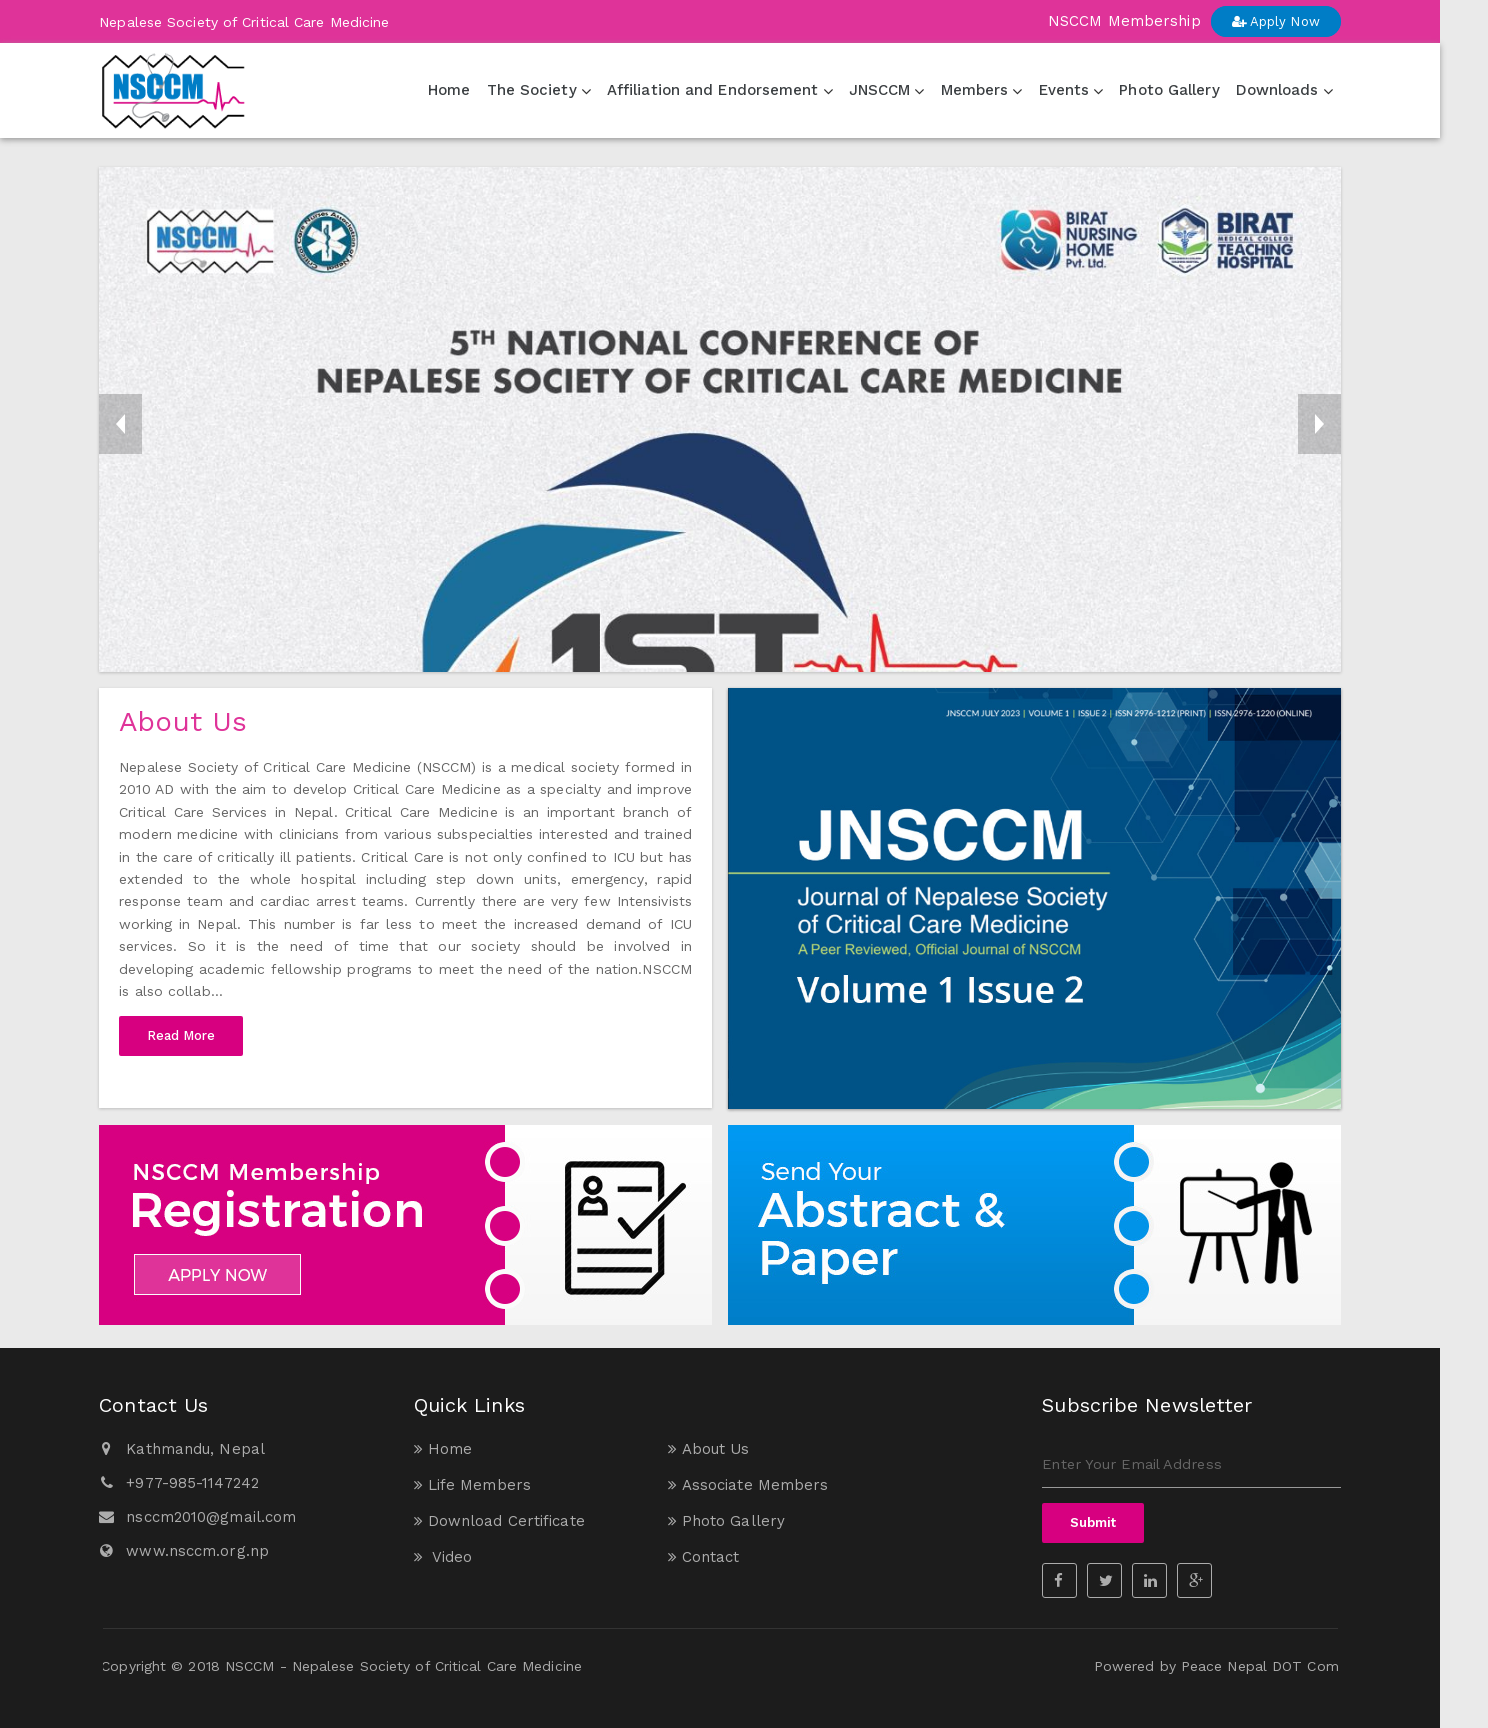 Nepalese Society of Critical Care Medicine
NSCCM Membership
Apply Now
NSCCM
Home
The Society
Affiliation and Endorsement
JNSCCM
Members
Events
Photo Gallery
Downloads
NSCCM
Critical Care Nurses Association of Nepal
BIRAT
NURSING
HOME
Pvt. Ltd.
BIRAT
MEDICAL COLLEGE
TEACHING
HOSPITAL
5TH NATIONAL CONFERENCE OF
NEPALESE SOCIETY OF CRITICAL CARE MEDICINE
1ST
About Us
Nepalese Society of Critical Care Medicine (NSCCM) is a medical society formed in
2010 AD with the aim to develop Critical Care Medicine as a specialty and improve
Critical Care Services in Nepal. Critical Care Medicine is an important branch of
modern medicine with clinicians from various subspecialties interested and trained
in the care of critically ill patients. Critical Care is not only confined to ICU but has
extended to the whole hospital including step down units, emergency, rapid
response team and cardiac arrest teams. Currently there are very few Intensivists
working in Nepal. This number is far less to meet the increased demand of ICU
services. So it is the need of time that our society should be involved in
developing academic fellowship programs to meet the need of the nation.NSCCM
is also collab...
Read More
JNSCCM JULY 2023 | VOLUME 1 | ISSUE 2 | ISSN 2976-1212 (PRINT) | ISSN 2976-1220 (ONLINE)
JNSCCM
Journal of Nepalese Society
of Critical Care Medicine
A Peer Reviewed, Official Journal of NSCCM
Volume 1 Issue 2
NSCCM Membership
Registration
APPLY NOW
Send Your
Abstract &
Paper
Contact Us
Kathmandu, Nepal
+977-985-1147242
nsccm2010@gmail.com
www.nsccm.org.np
Quick Links
» Home
» About Us
» Life Members
» Associate Members
» Download Certificate
» Photo Gallery
» Video
» Contact
Subscribe Newsletter
Enter Your Email Address
Submit
Copyright © 2018 NSCCM - Nepalese Society of Critical Care Medicine
Powered by Peace Nepal DOT Com